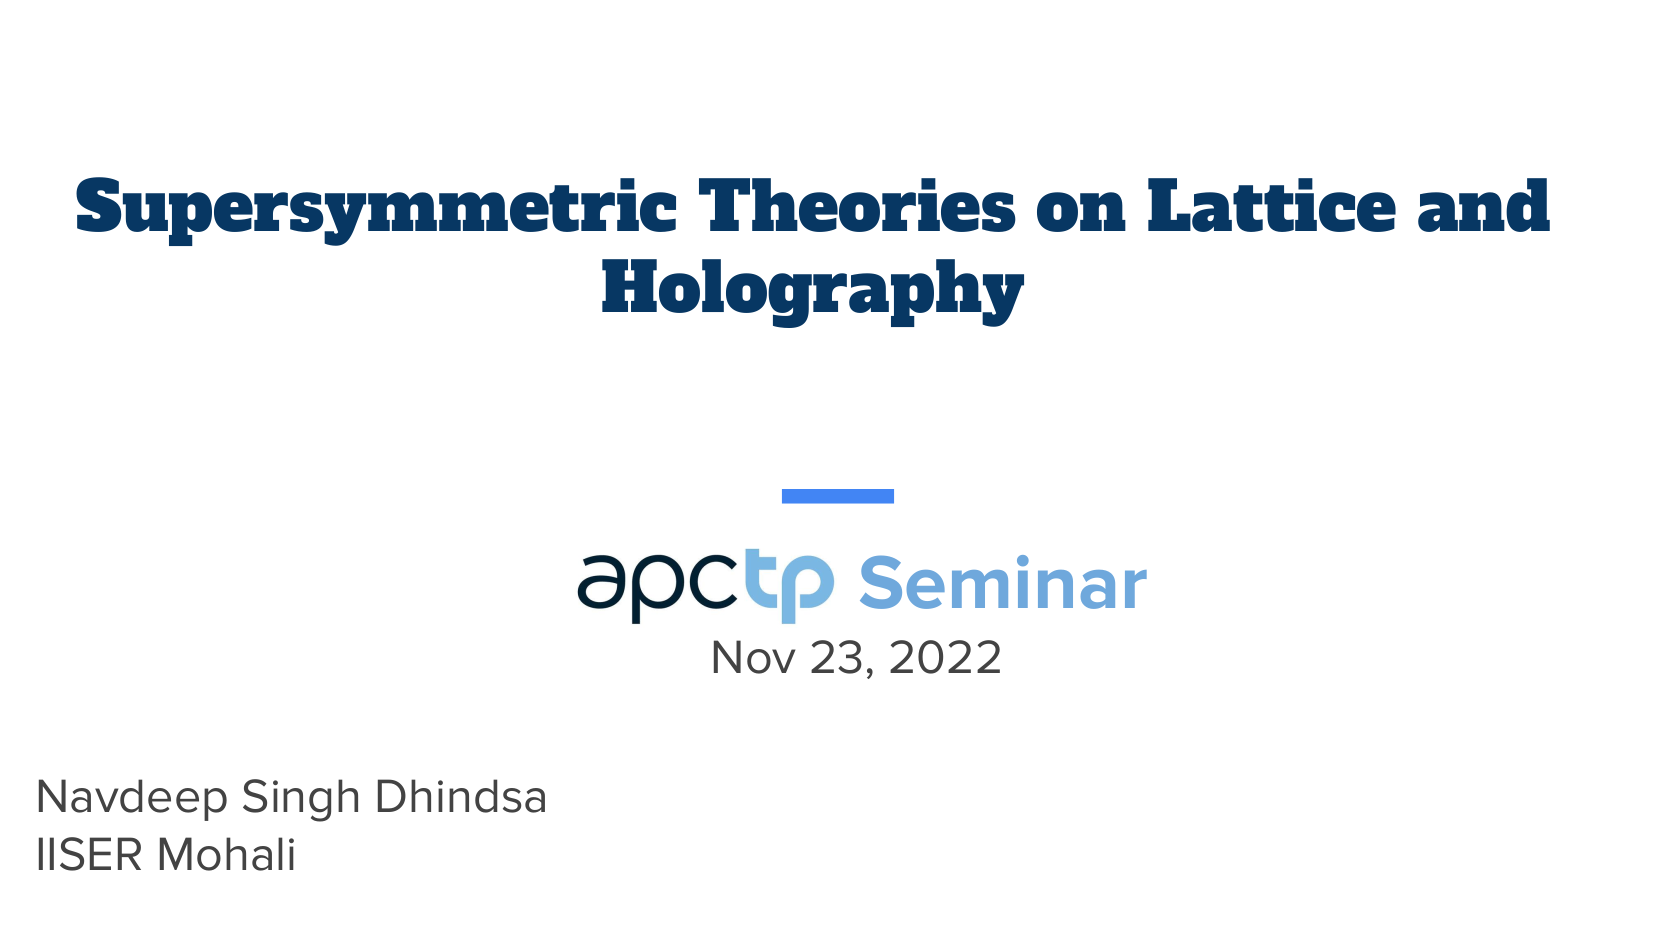 Supersymmetric Theories on Lattice and
Holography
apctp Seminar
Nov 23, 2022
Navdeep Singh Dhindsa
IISER Mohali